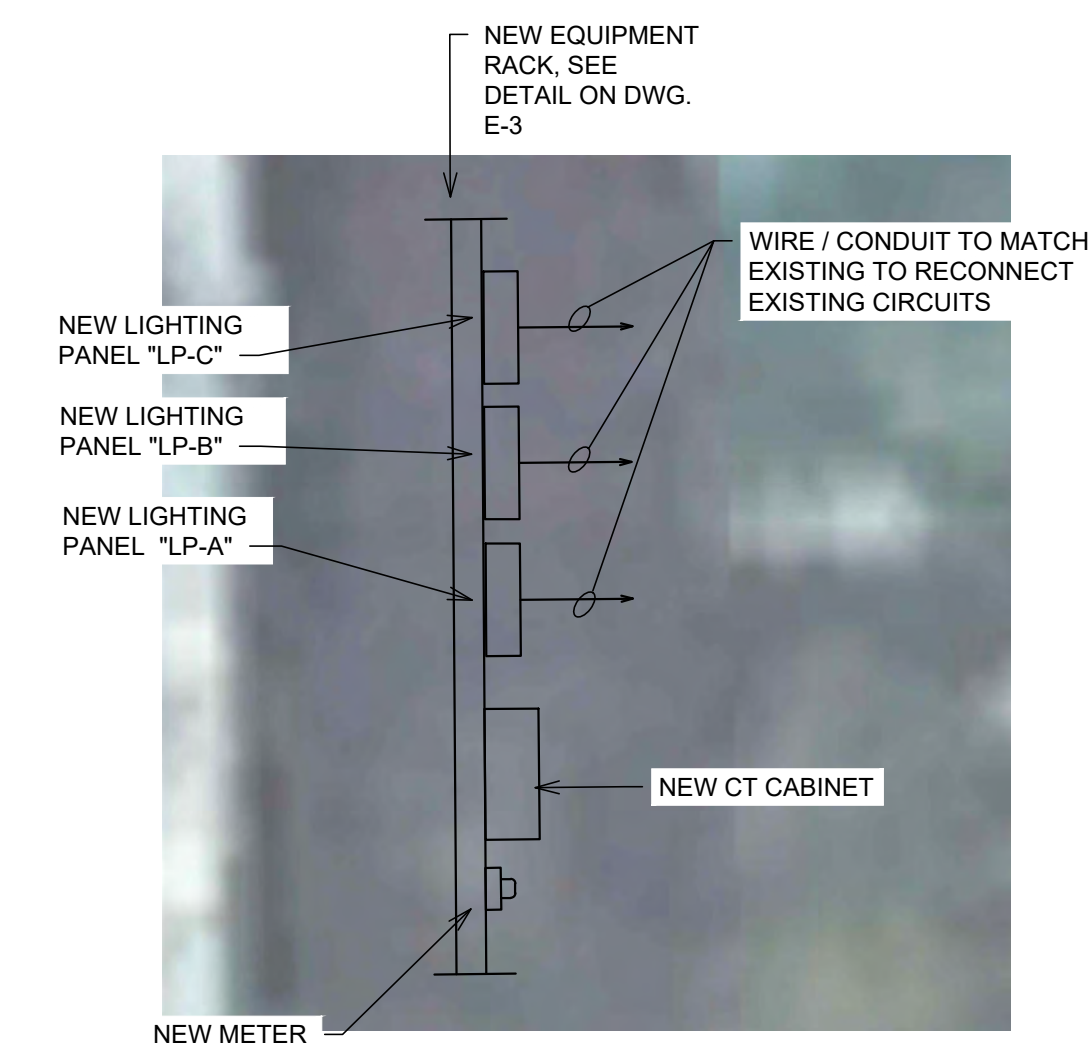 NEW EQUIPMENT
RACK, SEE
DETAIL ON DWG.
E-3
WIRE / CONDUIT TO MATCH
EXISTING TO RECONNECT
EXISTING CIRCUITS
NEW LIGHTING
PANEL "LP-C"
NEW LIGHTING
PANEL "LP-B"
NEW LIGHTING
PANEL "LP-A"
NEW CT CABINET
NEW METER